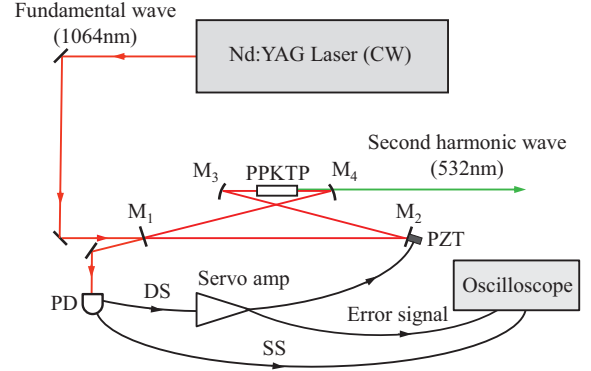 Fundamental wave
(1064nm)
Nd:YAG Laser (CW)
Second harmonic wave
(532nm)
M3
PPKTP
M4
M1
M2
PZT
Servo amp
DS
PD
Error signal
Oscilloscope
SS